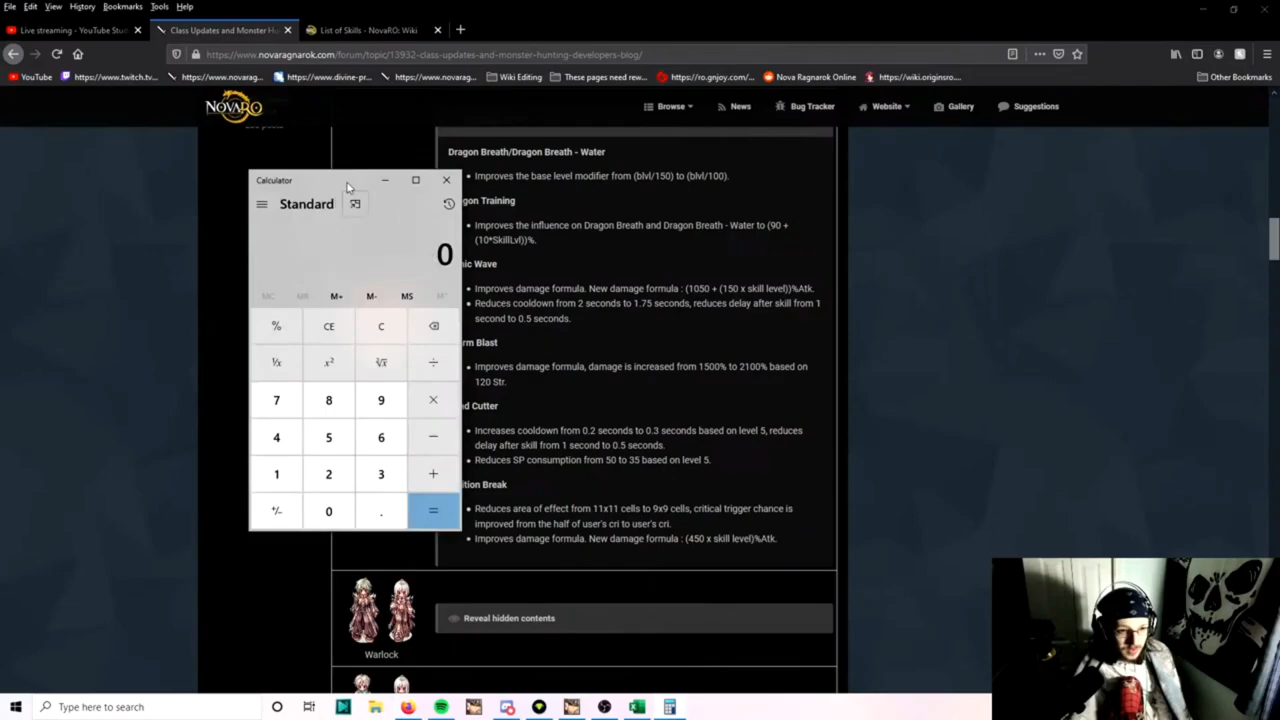 File Edit View History Bookmarks Tools Help
Live streaming - YouTube Stu
Class Updates and Monster Hu
List of Skills - NovaRO: Wiki
https://www.novaragnarok.com/forum/topic/13932-class-updates-and-monster-hunting-developers-blog/
YouTube https://www.twitch.tv... https://www.novarag... https://www.divine-pr... https://www.novarag... Wiki Editing These pages need rew... https://ro.gnjoy.com/... Nova Ragnarok Online https://wiki.originsro... Other Bookmarks
NOVARO Browse News Bug Tracker Website Gallery Suggestions
Dragon Breath/Dragon Breath - Water
Improves the base level modifier from (blvl/150) to (blvl/100).
gon Training
Improves the influence on Dragon Breath and Dragon Breath - Water to (90 +
(10*SkillLvl))%.
nic Wave
Improves damage formula. New damage formula : (1050 + (150 x skill level))%Atk.
Reduces cooldown from 2 seconds to 1.75 seconds, reduces delay after skill from 1
second to 0.5 seconds.
rm Blast
Improves damage formula, damage is increased from 1500% to 2100% based on
120 Str.
d Cutter
Increases cooldown from 0.2 seconds to 0.3 seconds based on level 5, reduces
delay after skill from 1 second to 0.5 seconds.
Reduces SP consumption from 50 to 35 based on level 5.
ition Break
Reduces area of effect from 11x11 cells to 9x9 cells, critical trigger chance is
improved from the half of user's cri to user's cri.
Improves damage formula. New damage formula : (450 x skill level)%Atk.
Calculator
Standard
0
MC MR M+ M- MS
% CE C
¹/x x² ²√x ÷
7 8 9 ×
4 5 6 −
1 2 3 +
+/- 0 . =
Reveal hidden contents
Warlock
Type here to search